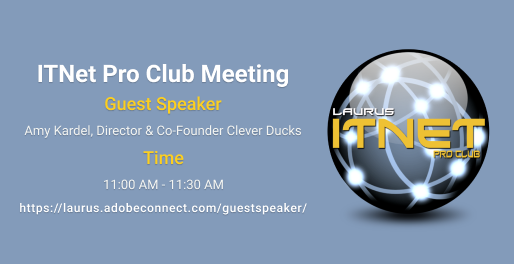 ITNet Pro Club Meeting
Guest Speaker
Amy Kardel, Director & Co-Founder Clever Ducks
Time
11:00 AM - 11:30 AM
https://laurus.adobeconnect.com/guestspeaker/
LAURUS
ITNET
PRO CLUB